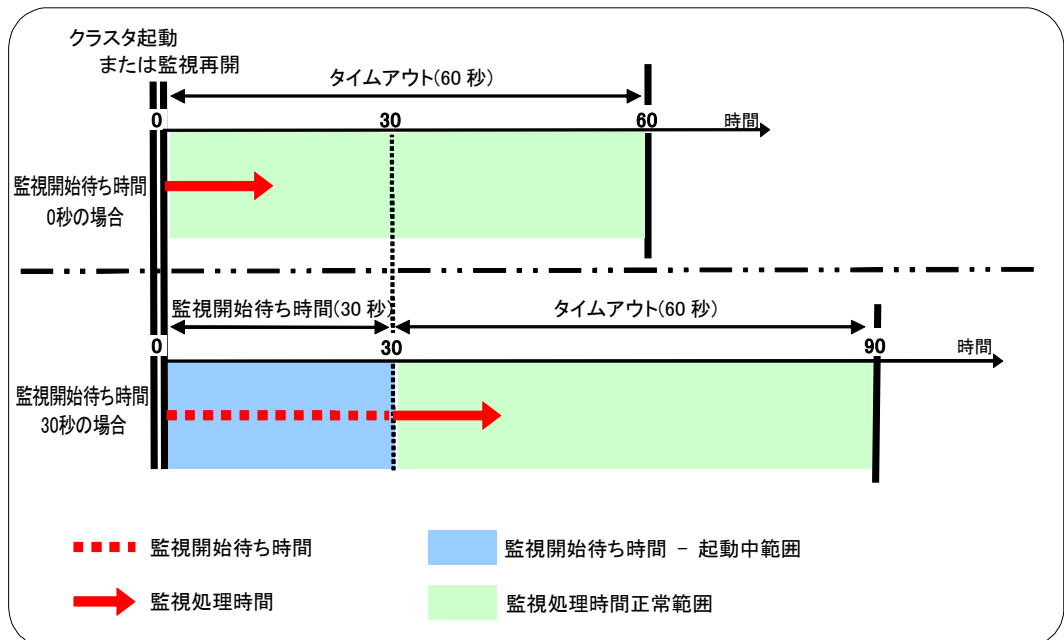 クラスタ起動
または監視再開
タイムアウト(60 秒)
0 30 60 時間
監視開始待ち時間
0秒の場合
監視開始待ち時間(30 秒) タイムアウト(60 秒)
0 30 90 時間
監視開始待ち時間
30秒の場合
監視開始待ち時間 監視開始待ち時間 － 起動中範囲
監視処理時間 監視処理時間正常範囲